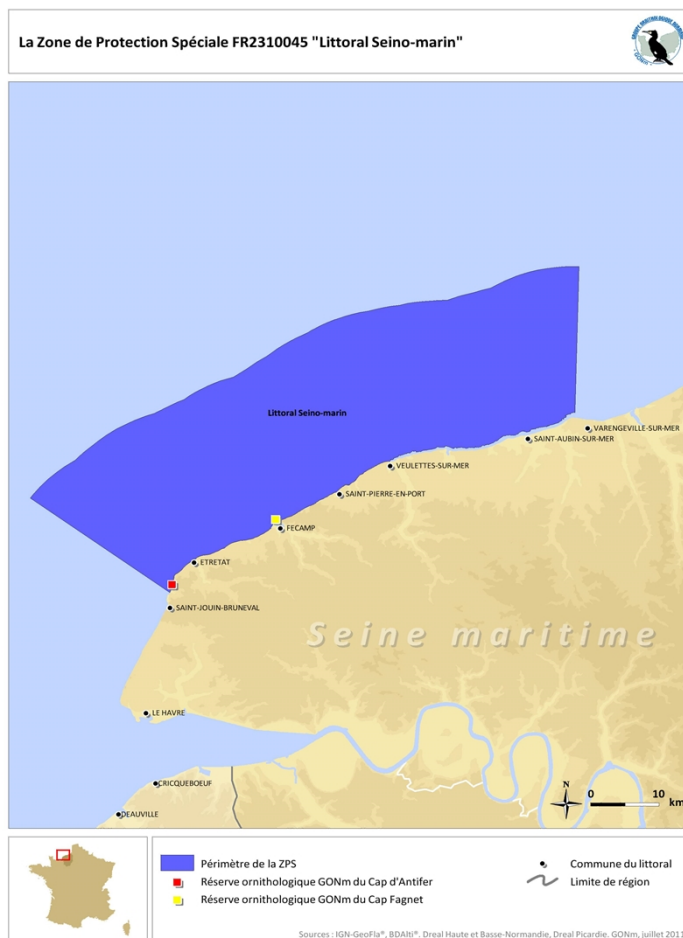 La Zone de Protection Spéciale FR2310045 "Littoral Seino-marin"
GONm
Littoral Seino-marin
VARENGEVILLE-SUR-MER
SAINT-AUBIN-SUR-MER
VEULETTES-SUR-MER
SAINT-PIERRE-EN-PORT
FECAMP
ETRETAT
SAINT-JOUIN-BRUNEVAL
Seine maritime
LE HAVRE
CRICQUEBOEUF
DEAUVILLE
N
0 10
km
Périmètre de la ZPS
Réserve ornithologique GONm du Cap d'Antifer
Réserve ornithologique GONm du Cap Fagnet
Commune du littoral
Limite de région
Sources : IGN-GeoFla®, BDAlti®. Dreal Haute et Basse-Normandie, Dreal Picardie. GONm, juillet 2011